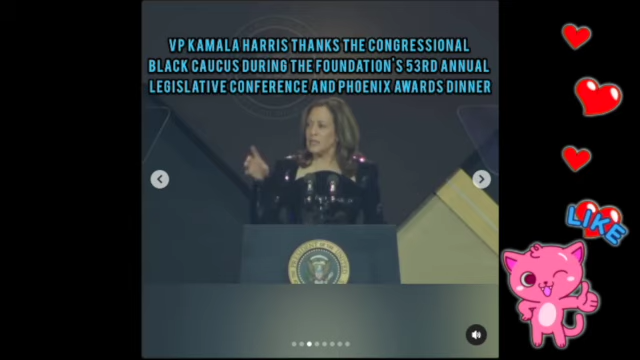 VP KAMALA HARRIS THANKS THE CONGRESSIONAL
BLACK CAUCUS DURING THE FOUNDATION'S 53RD ANNUAL
LEGISLATIVE CONFERENCE AND PHOENIX AWARDS DINNER
LIKE